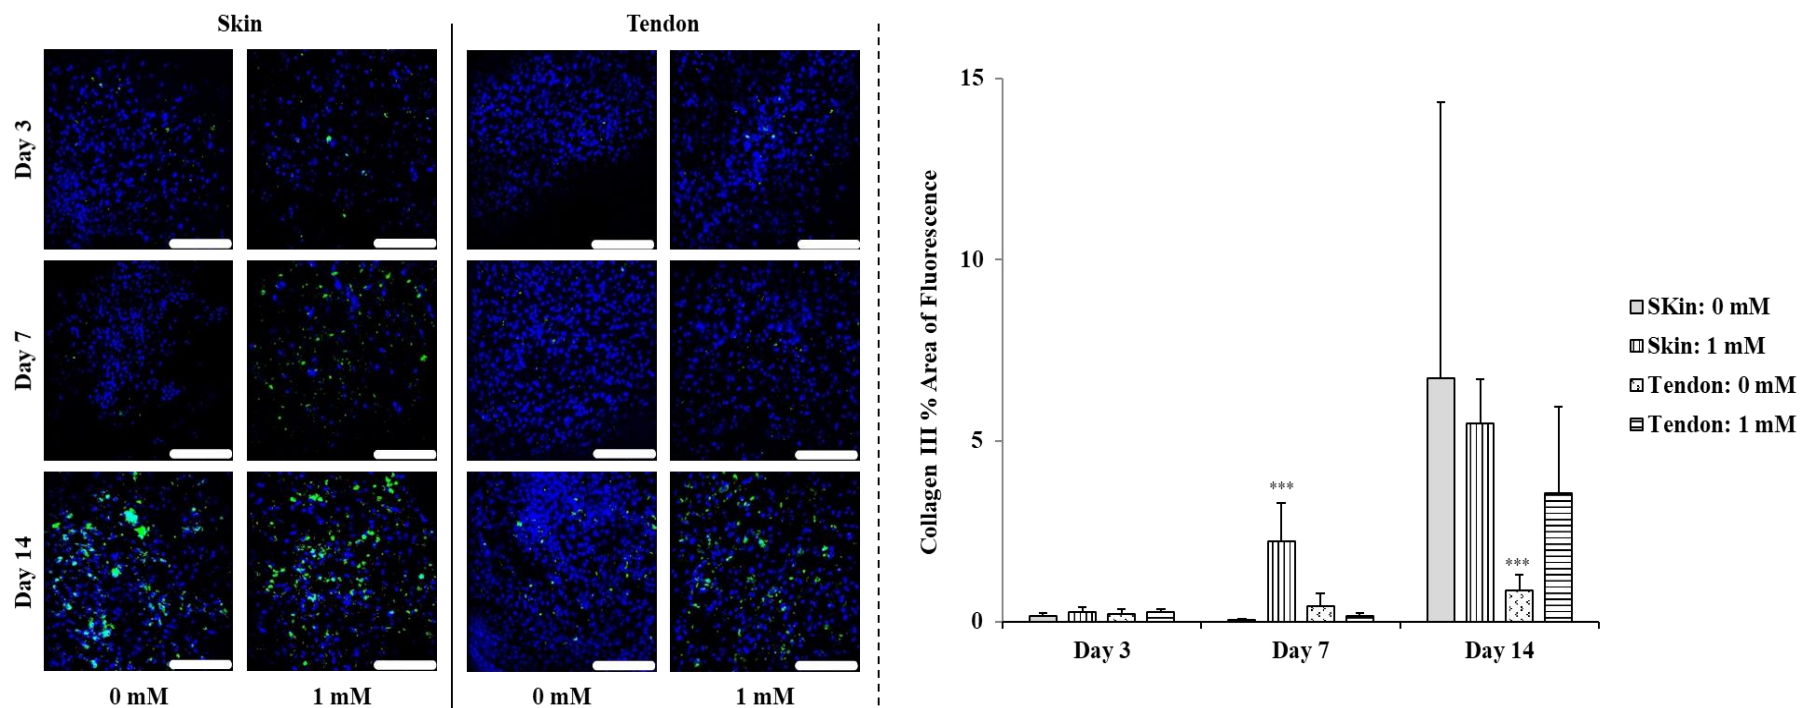 Skin
Tendon
Day 3
Day 7
Day 14
0 mM
1 mM
0 mM
1 mM
Collagen III % Area of Fluorescence
15
10
5
0
***
***
Day 3
Day 7
Day 14
SKin: 0 mM
Skin: 1 mM
Tendon: 0 mM
Tendon: 1 mM